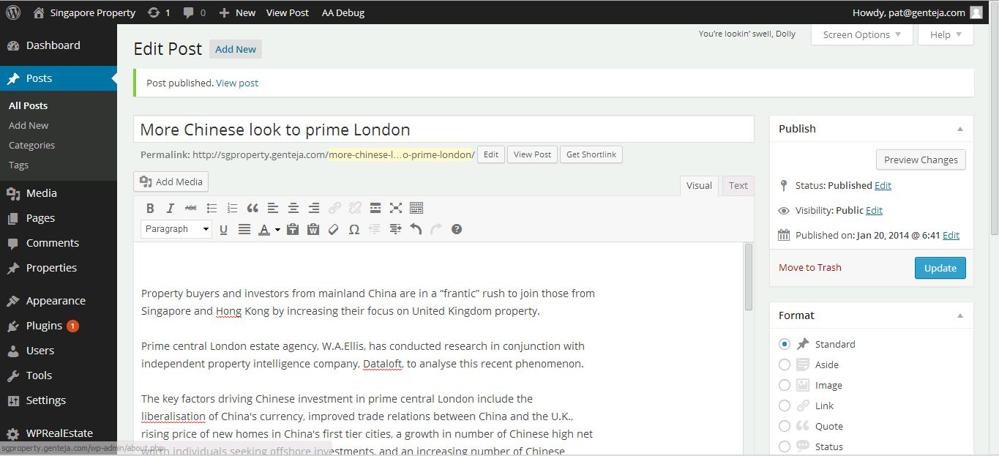 Singapore Property 1 0 New View Post AA Debug Howdy, pat@genteja.com
You're lookin' swell, Dolly Screen Options Help
Dashboard
Posts
All Posts
Add New
Categories
Tags
Media
Pages
Comments
Properties
Appearance
Plugins 1
Users
Tools
Settings
WPRealEstate
sgproperty.genteja.com/wp-admin/about.php
Edit Post Add New
Post published. View post
More Chinese look to prime London
Permalink: http://sgproperty.genteja.com/more-chinese-l…o-prime-london/ Edit View Post Get Shortlink
Add Media Visual Text
B I ABC
Paragraph U A W Ω ?
Property buyers and investors from mainland China are in a “frantic” rush to join those from
Singapore and Hong Kong by increasing their focus on United Kingdom property.
Prime central London estate agency, W.A.Ellis, has conducted research in conjunction with
independent property intelligence company, Dataloft, to analyse this recent phenomenon.
The key factors driving Chinese investment in prime central London include the
liberalisation of China's currency, improved trade relations between China and the U.K.,
rising price of new homes in China's first tier cities, a growth in number of Chinese high net
worth individuals seeking offshore investments, and an increasing number of Chinese
Publish
Preview Changes
Status: Published Edit
Visibility: Public Edit
Published on: Jan 20, 2014 @ 6:41 Edit
Move to Trash Update
Format
Standard
Aside
Image
Link
Quote
Status